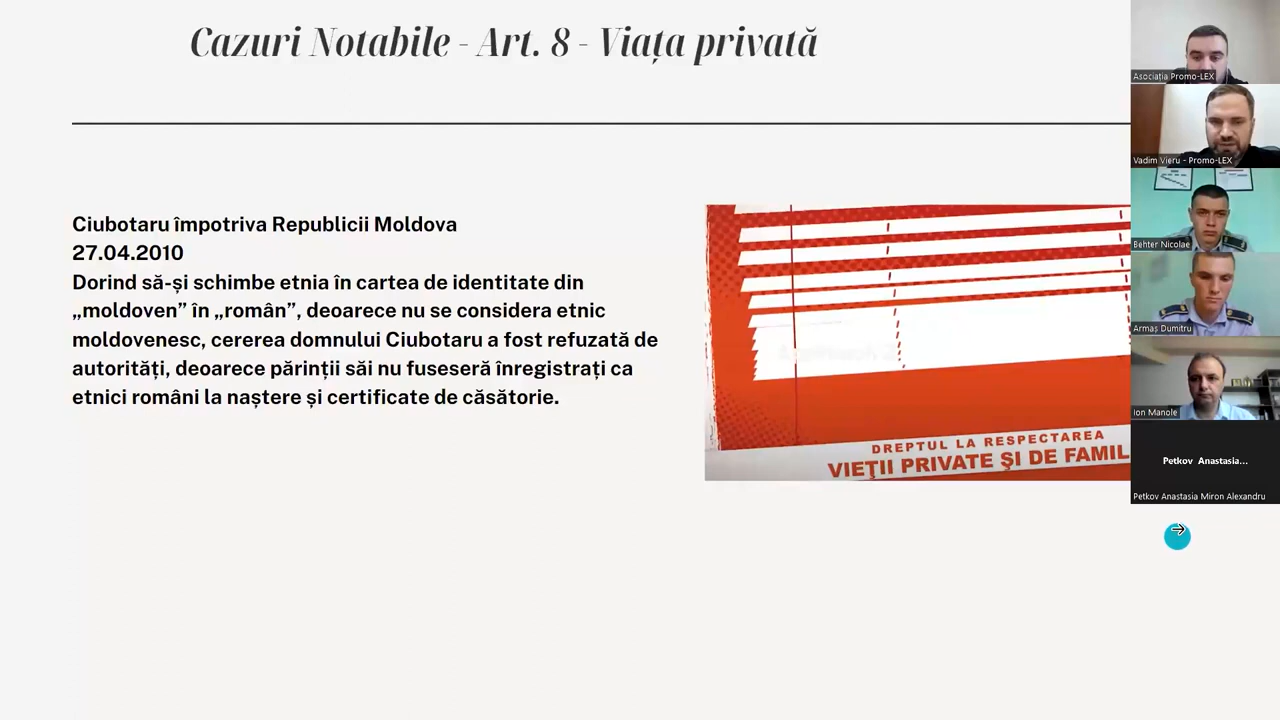 Cazuri Notabile - Art. 8 - Viața privată
Ciubotaru împotriva Republicii Moldova
27.04.2010
Dorind să-și schimbe etnia în cartea de identitate din
„moldoven” în „român”, deoarece nu se considera etnic
moldovenesc, cererea domnului Ciubotaru a fost refuzată de
autorități, deoarece părinții săi nu fuseseră înregistrați ca
etnici români la naștere și certificate de căsătorie.
DREPTUL LA RESPECTAREA
VIEŢII PRIVATE ŞI DE FAMIL
Asociația Promo-LEX
Vadim Vieru - Promo-LEX
Behter Nicolae
Armaș Dumitru
Ion Manole
Petkov Anastasia...
Petkov Anastasia Miron Alexandru